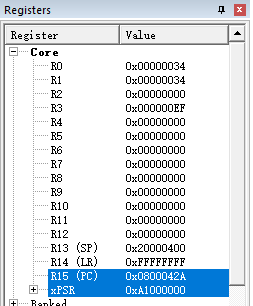 Registers
Register Value
Core
R0 0x00000034
R1 0x00000034
R2 0x00000000
R3 0x000000EF
R4 0x00000000
R5 0x00000000
R6 0x00000000
R7 0x00000000
R8 0x00000000
R9 0x00000000
R10 0x00000000
R11 0x00000000
R12 0x00000000
R13 (SP) 0x20000400
R14 (LR) 0xFFFFFFFF
R15 (PC) 0x0800042A
xPSR 0xA1000000
Banked